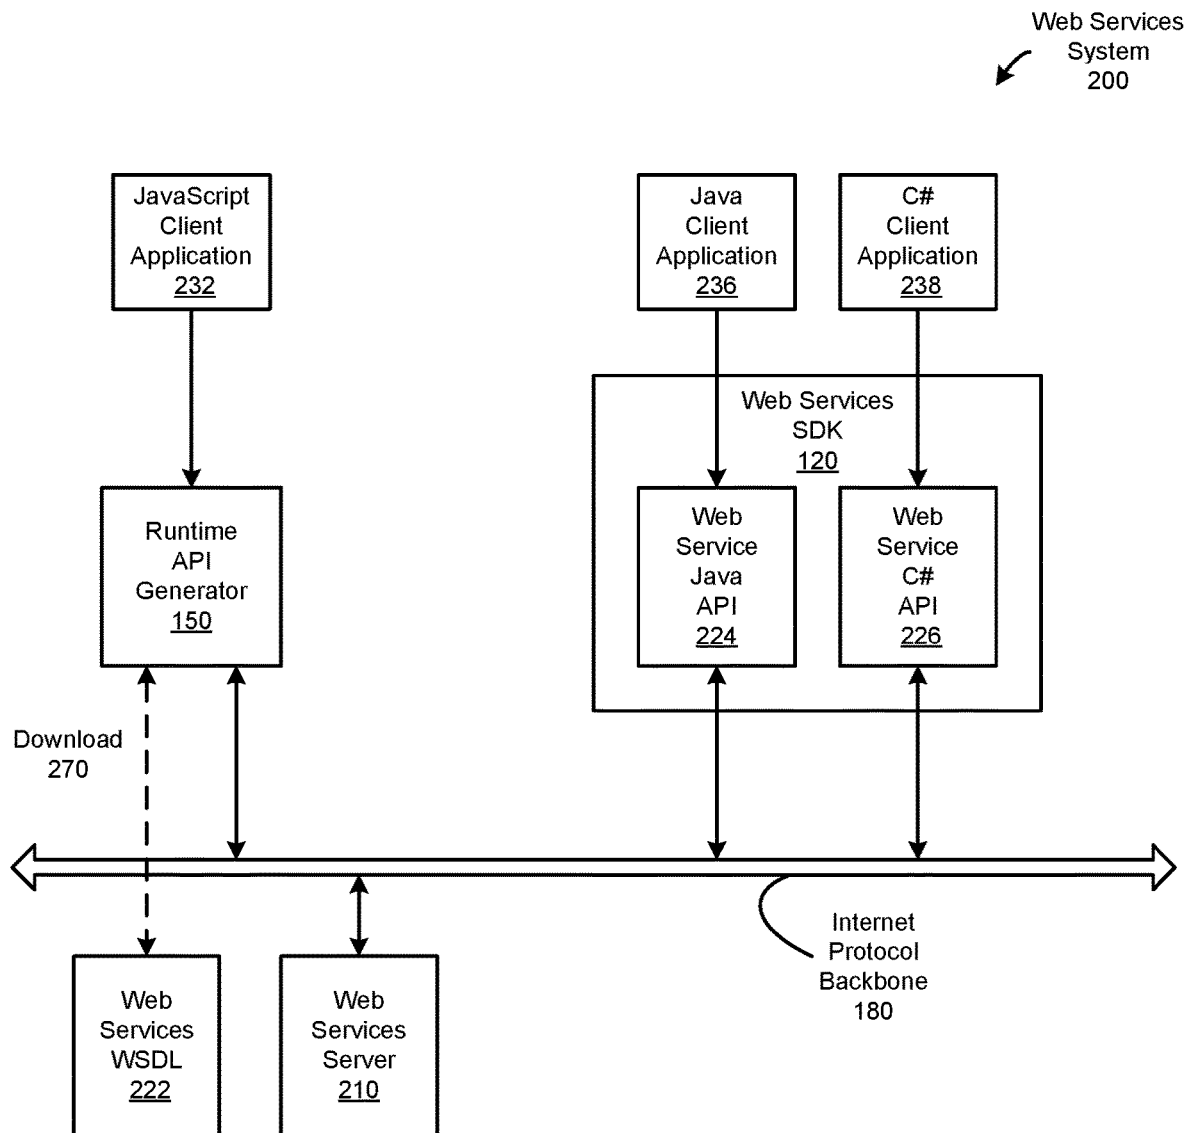 Web Services
System
200
JavaScript
Client
Application
232
Java
Client
Application
236
C#
Client
Application
238
Web Services
SDK
120
Runtime
API
Generator
150
Web
Service
Java
API
224
Web
Service
C#
API
226
Download
270
Internet
Protocol
Backbone
180
Web
Services
WSDL
222
Web
Services
Server
210